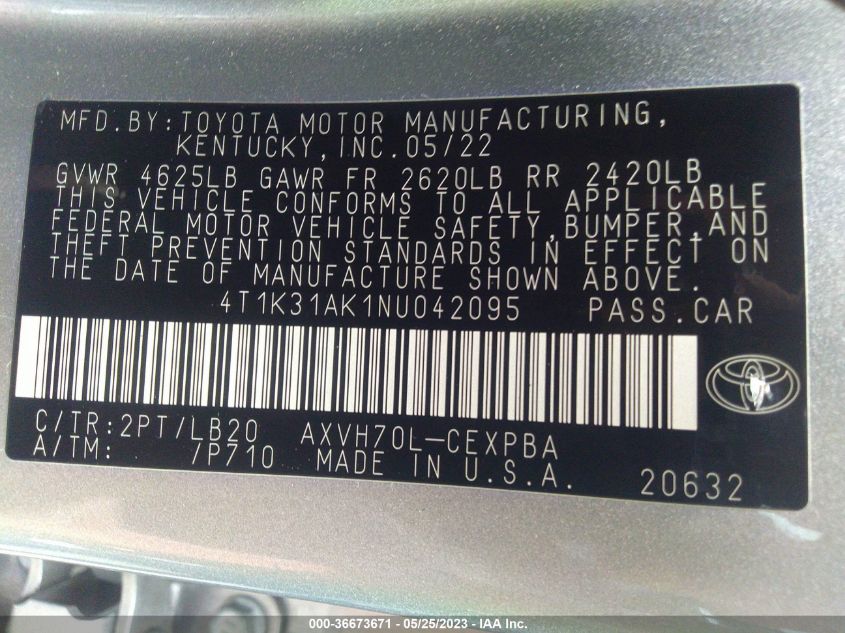 MFD.BY:TOYOTA MOTOR MANUFACTURING,
KENTUCKY,INC.05/22
GVWR 4625LB GAWR FR 2620LB RR 2420LB
THIS VEHICLE CONFORMS TO ALL APPLICABLE
FEDERAL MOTOR VEHICLE SAFETY,BUMPER,AND
THEFT PREVENTION STANDARDS IN EFFECT ON
THE DATE OF MANUFACTURE SHOWN ABOVE.
4T1K31AK1NU042095 PASS.CAR
C/TR:2PT/LB20 AXVH70L-CEXPBA
A/TM: /P710 MADE IN U.S.A. 20632
000-36673671 - 05/25/2023 - IAA Inc.